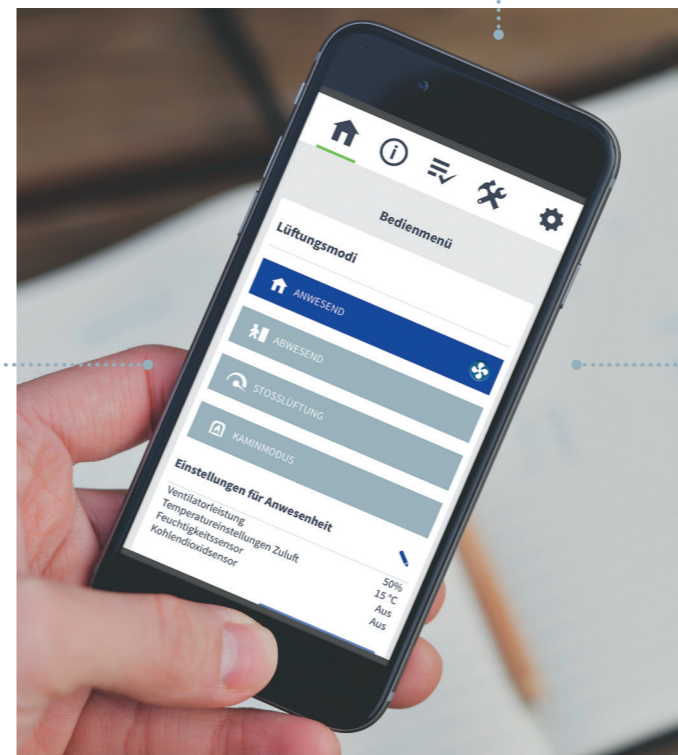 Bedienmenü
Lüftungsmodi
ANWESEND
ABWESEND
STOSSLÜFTUNG
KAMINMODUS
Einstellungen für Anwesenheit
Ventilatorleistung 50%
Temperatureinstellungen Zuluft 15 °C
Feuchtigkeitssensor Aus
Kohlendioxidsensor Aus